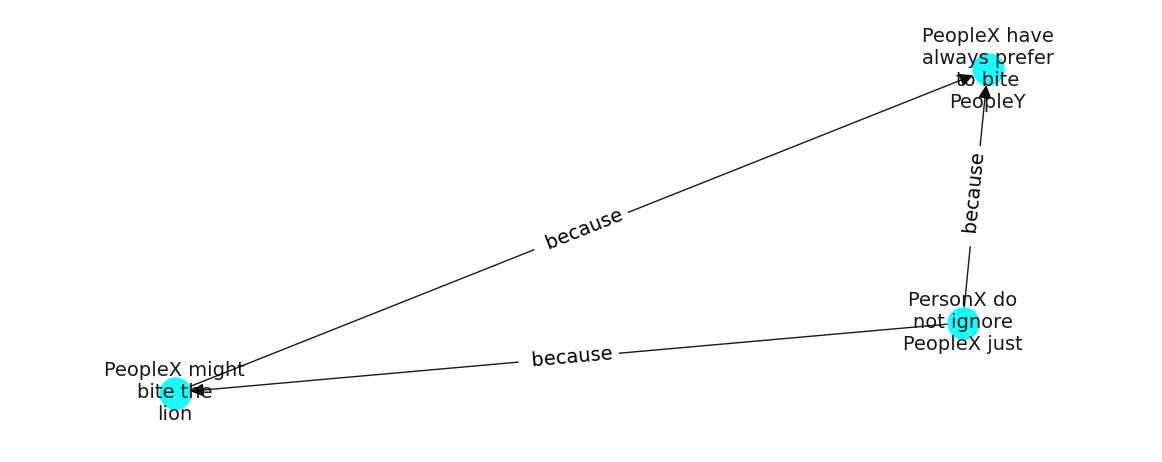 PeopleX have
always prefer
to bite
PeopleY
because
because
PersonX do
not ignore
PeopleX just
because
PeopleX might
bite the
lion